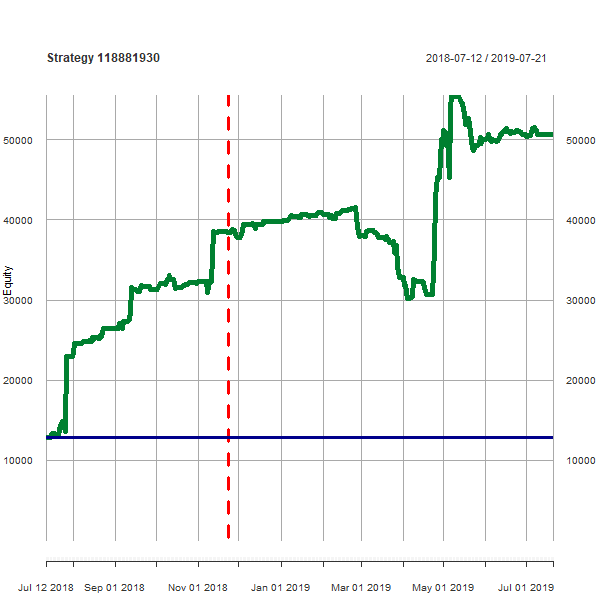 Strategy 118881930
2018-07-12 / 2019-07-21
50000
50000
40000
40000
Equity
30000
30000
20000
20000
10000
10000
Jul 12 2018
Sep 01 2018
Nov 01 2018
Jan 01 2019
Mar 01 2019
May 01 2019
Jul 01 2019